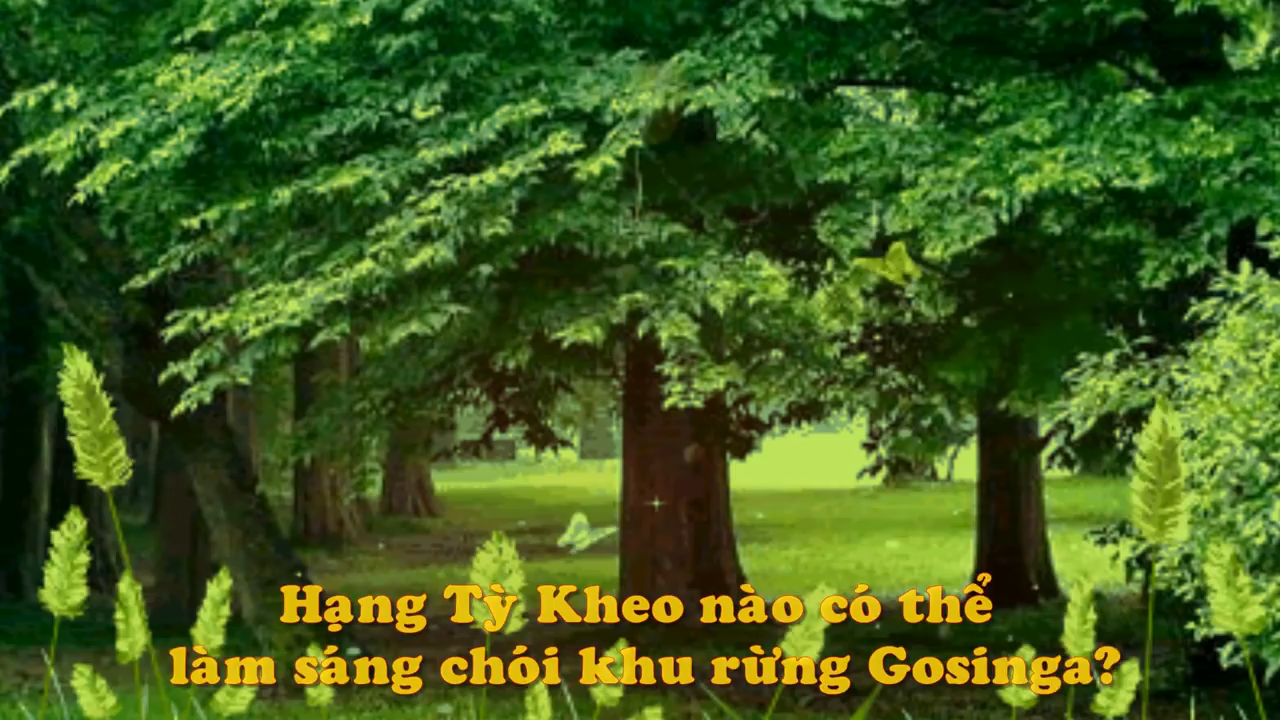 Hạng Tỳ Kheo nào có thể
làm sáng chói khu rừng Gosinga?